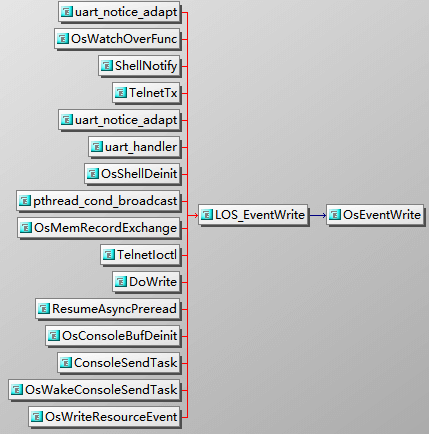 uart_notice_adapt
OsWatchOverFunc
ShellNotify
TelnetTx
uart_notice_adapt
uart_handler
OsShellDeinit
pthread_cond_broadcast
LOS_EventWrite
OsEventWrite
OsMemRecordExchange
TelnetIoctl
DoWrite
ResumeAsyncPreread
OsConsoleBufDeinit
ConsoleSendTask
OsWakeConsoleSendTask
OsWriteResourceEvent